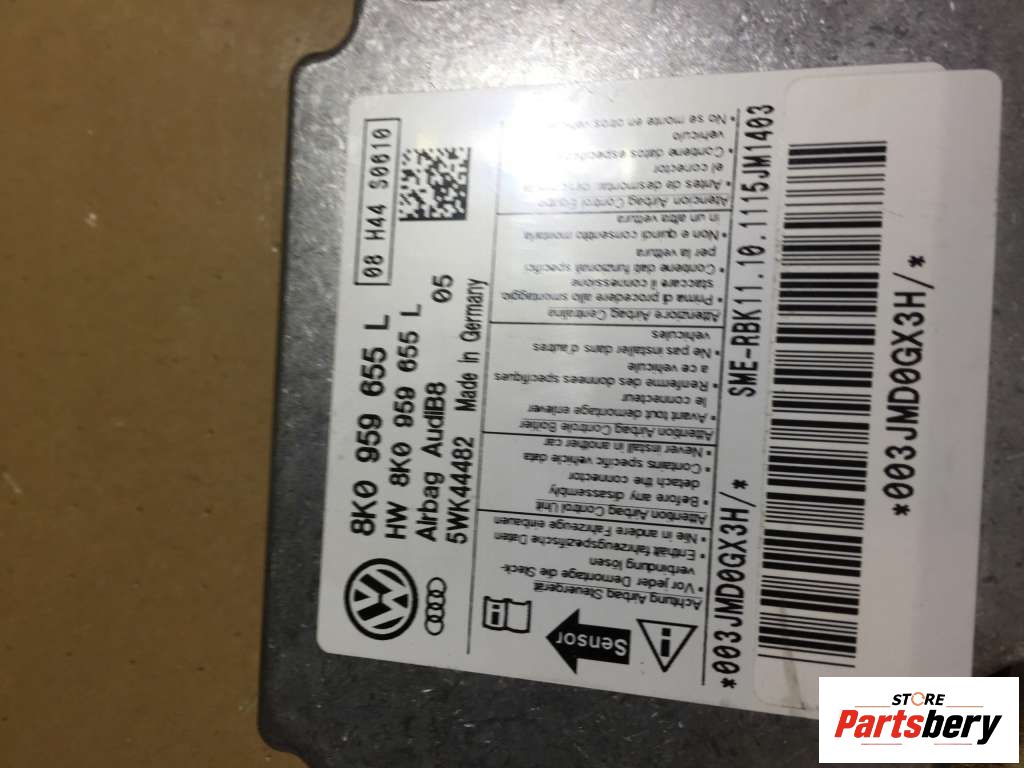 8K0 959 655 L
HW 8K0 959 655 L
Airbag AudiB8 05
5WK44482 Made in Germany
08 H44 S0610
Sensor
Achtung Airbag Steuergerät
• Vor jeder Demontage die Steck-
verbindung lösen
• Enthält fahrzeugspezifische Daten
• Nie in andere Fahrzeuge einbauen
Attention Airbag Control Unit
• Before any disassembly
detach the connector
• Contains specific vehicle data
• Never install in another car
Attention Airbag Controle Boitier
• Avant tout demontage enlever
le connecteur
• Renferme des donnees specifiques
a ce vehicule
• Ne pas installer dans d'autres
vehicules
Attenzione Airbag Centralina
• Prima di procedere allo smontaggio,
staccare il connessione
• Contiene dati funzionali specifici
per la vettura
• Non e quindi consentito montarla
in un altra vettura
Atencion Airbag Control Equipo
• Antes de desmontar
el conector
• Contiene datos especificos
vehiculo
• No se monte en otros
SME-RBK11.10.1115JM1403
*003JMD0GX3H/*
*003JMD0GX3H/*
STORE
Partsbery